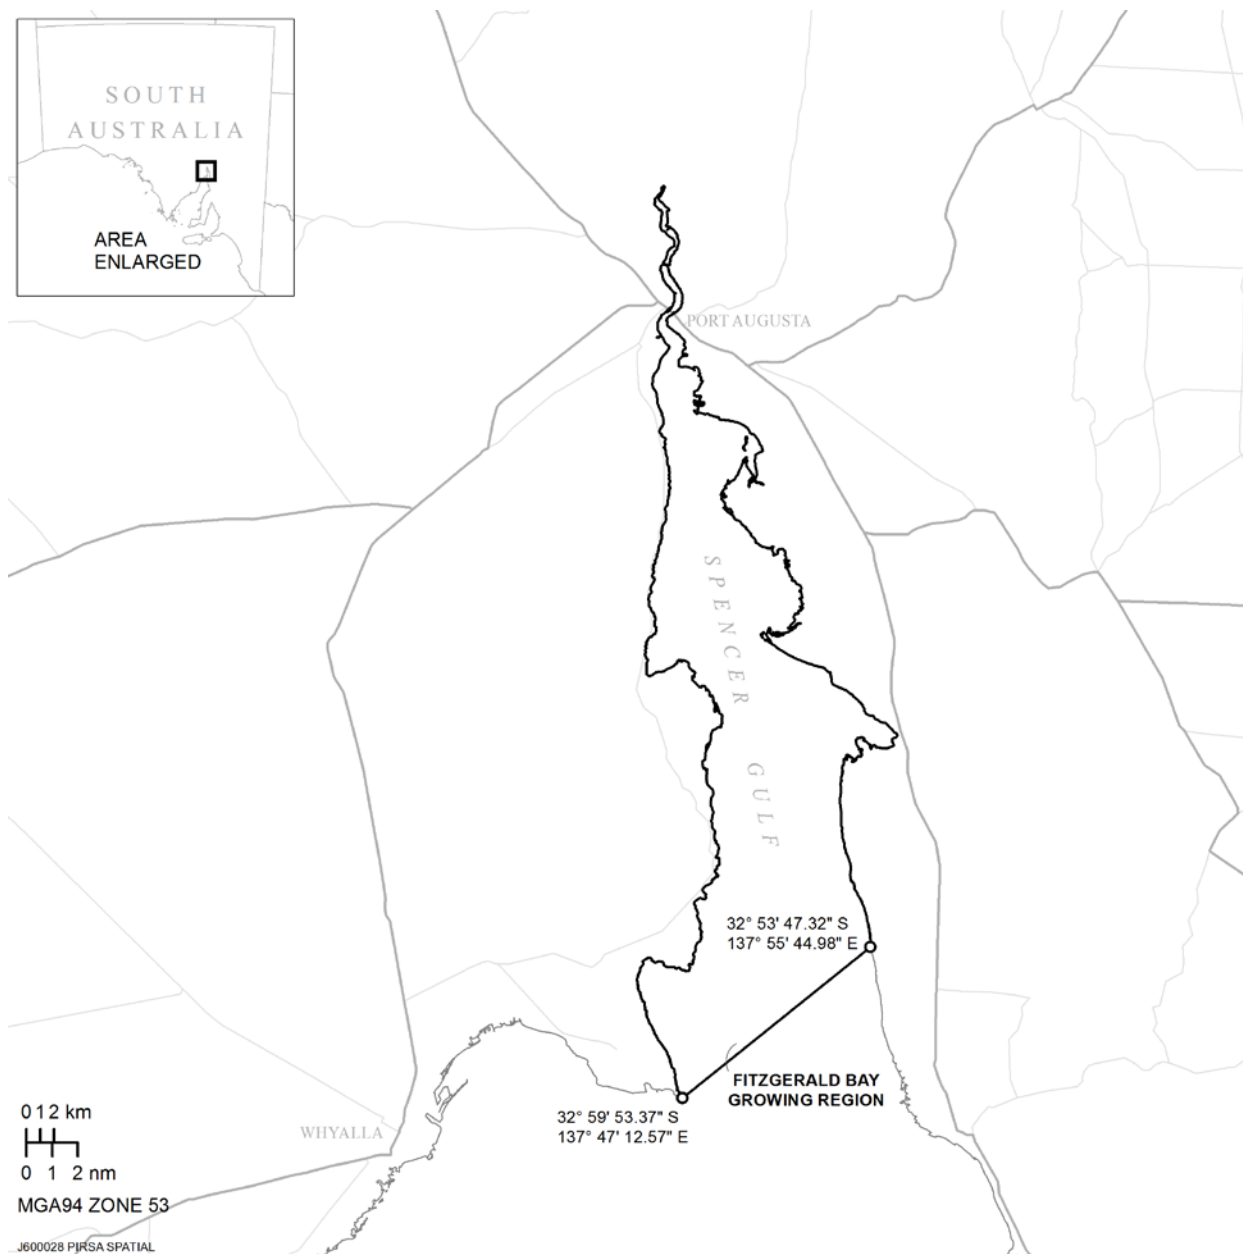 SOUTH
AUSTRALIA
AREA
ENLARGED
PORT AUGUSTA
SPENCER GULF
32° 53' 47.32" S
137° 55' 44.98" E
FITZGERALD BAY
GROWING REGION
32° 59' 53.37" S
137° 47' 12.57" E
WHYALLA
0 1 2 km
0 1 2 nm
MGA94 ZONE 53
J600028 PIRSA SPATIAL